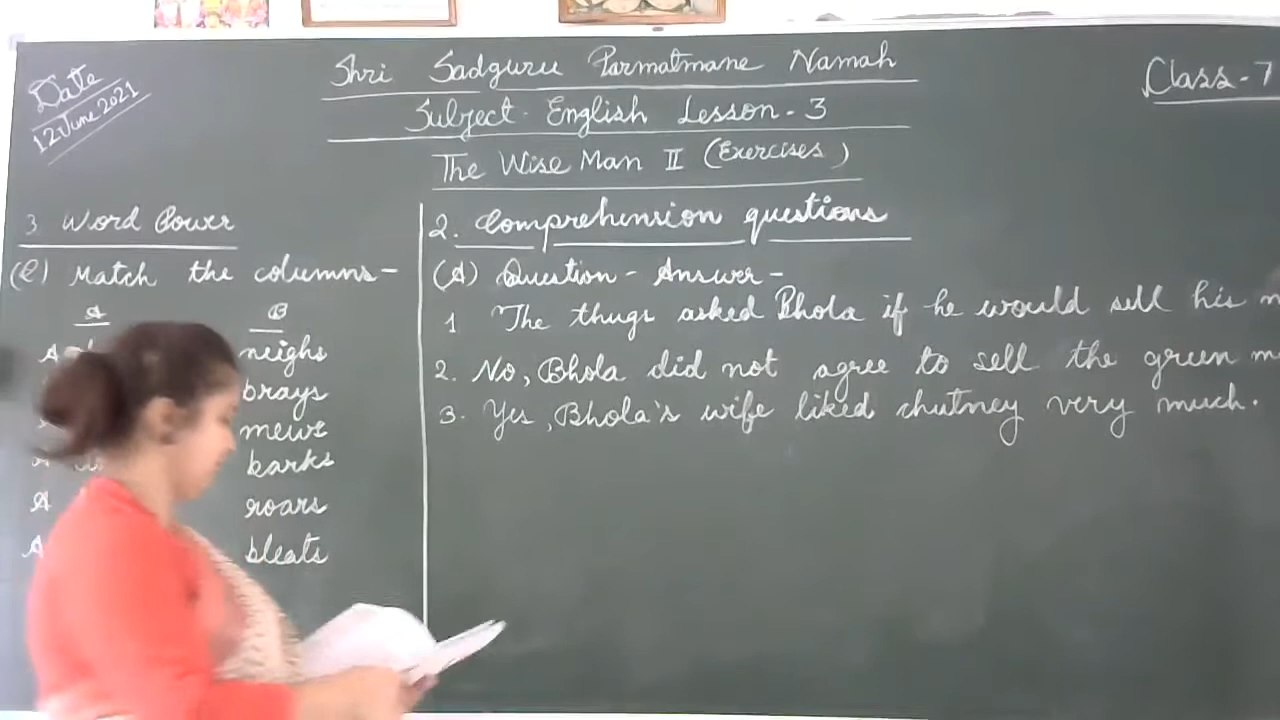 Date
12 June 2021
Shri Sadguru Parmatmane Namah
Class-7
Subject- English Lesson-3
The Wise Man II (Exercises)
3 Word Power
(C) Match the columns-
A B
A neighs
brays
mews
barks
A roars
A bleats
2. Comprehension questions
(A) Question-Answer-
1 The thugs asked Bhola if he would sell his
2. No, Bhola did not agree to sell the green
3. Yes, Bhola's wife liked chutney very much.